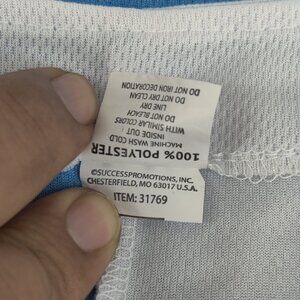 100% POLYESTER
MACHINE WASH COLD
INSIDE OUT
WITH SIMILAR COLORS
DO NOT BLEACH
LINE DRY
DO NOT DRY CLEAN
DO NOT IRON DECORATION
©SUCCESSPROMOTIONS, INC.
CHESTERFIELD, MO 63017 U.S.A.
ITEM: 31769